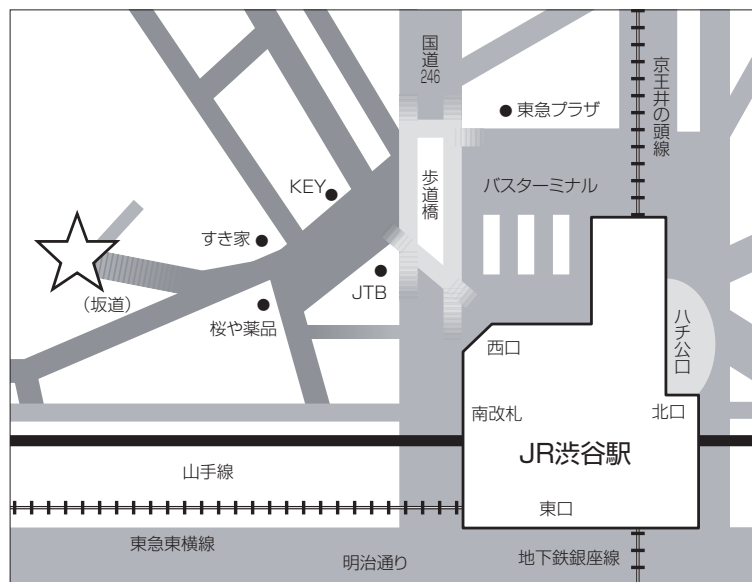 国道
246
京王井の頭線
東急プラザ
歩道橋
バスターミナル
KEY
すき家
JTB
(坂道)
桜や薬品
ハチ公口
西口
南改札
北口
JR渋谷駅
山手線
東口
東急東横線
明治通り
地下鉄銀座線